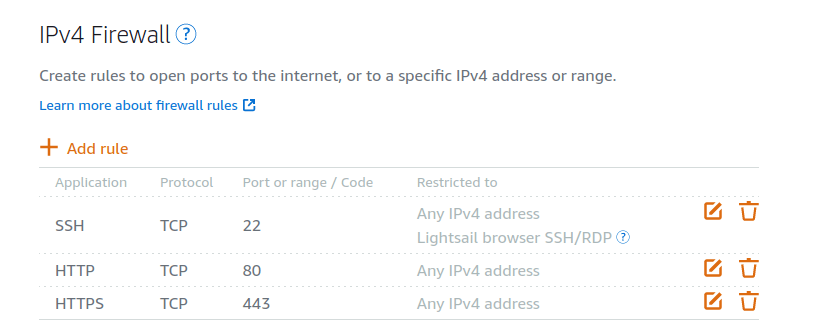 IPv4 Firewall ?
Create rules to open ports to the internet, or to a specific IPv4 address or range.
Learn more about firewall rules
+ Add rule
Application Protocol Port or range / Code Restricted to
SSH TCP 22 Any IPv4 address
Lightsail browser SSH/RDP ?
HTTP TCP 80 Any IPv4 address
HTTPS TCP 443 Any IPv4 address